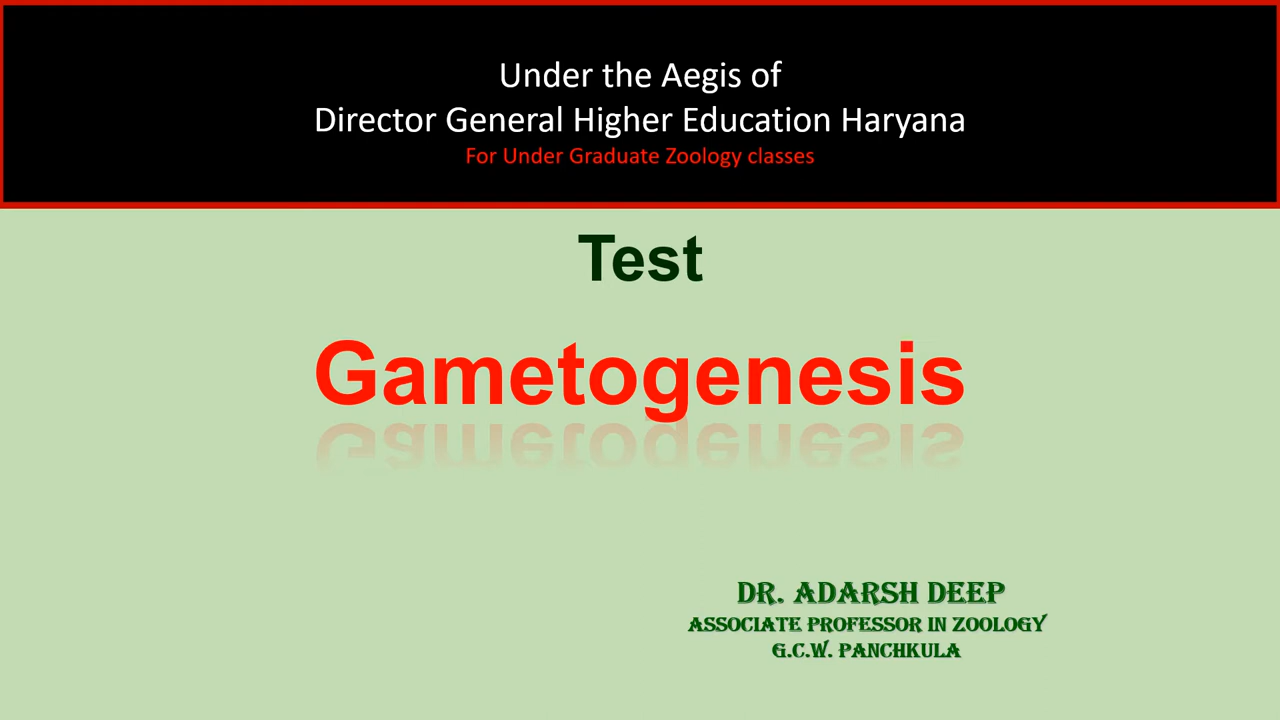 Under the Aegis of
Director General Higher Education Haryana
For Under Graduate Zoology classes
Test
Gametogenesis
DR. ADARSH DEEP
ASSOCIATE PROFESSOR IN ZOOLOGY
G.C.W. PANCHKULA